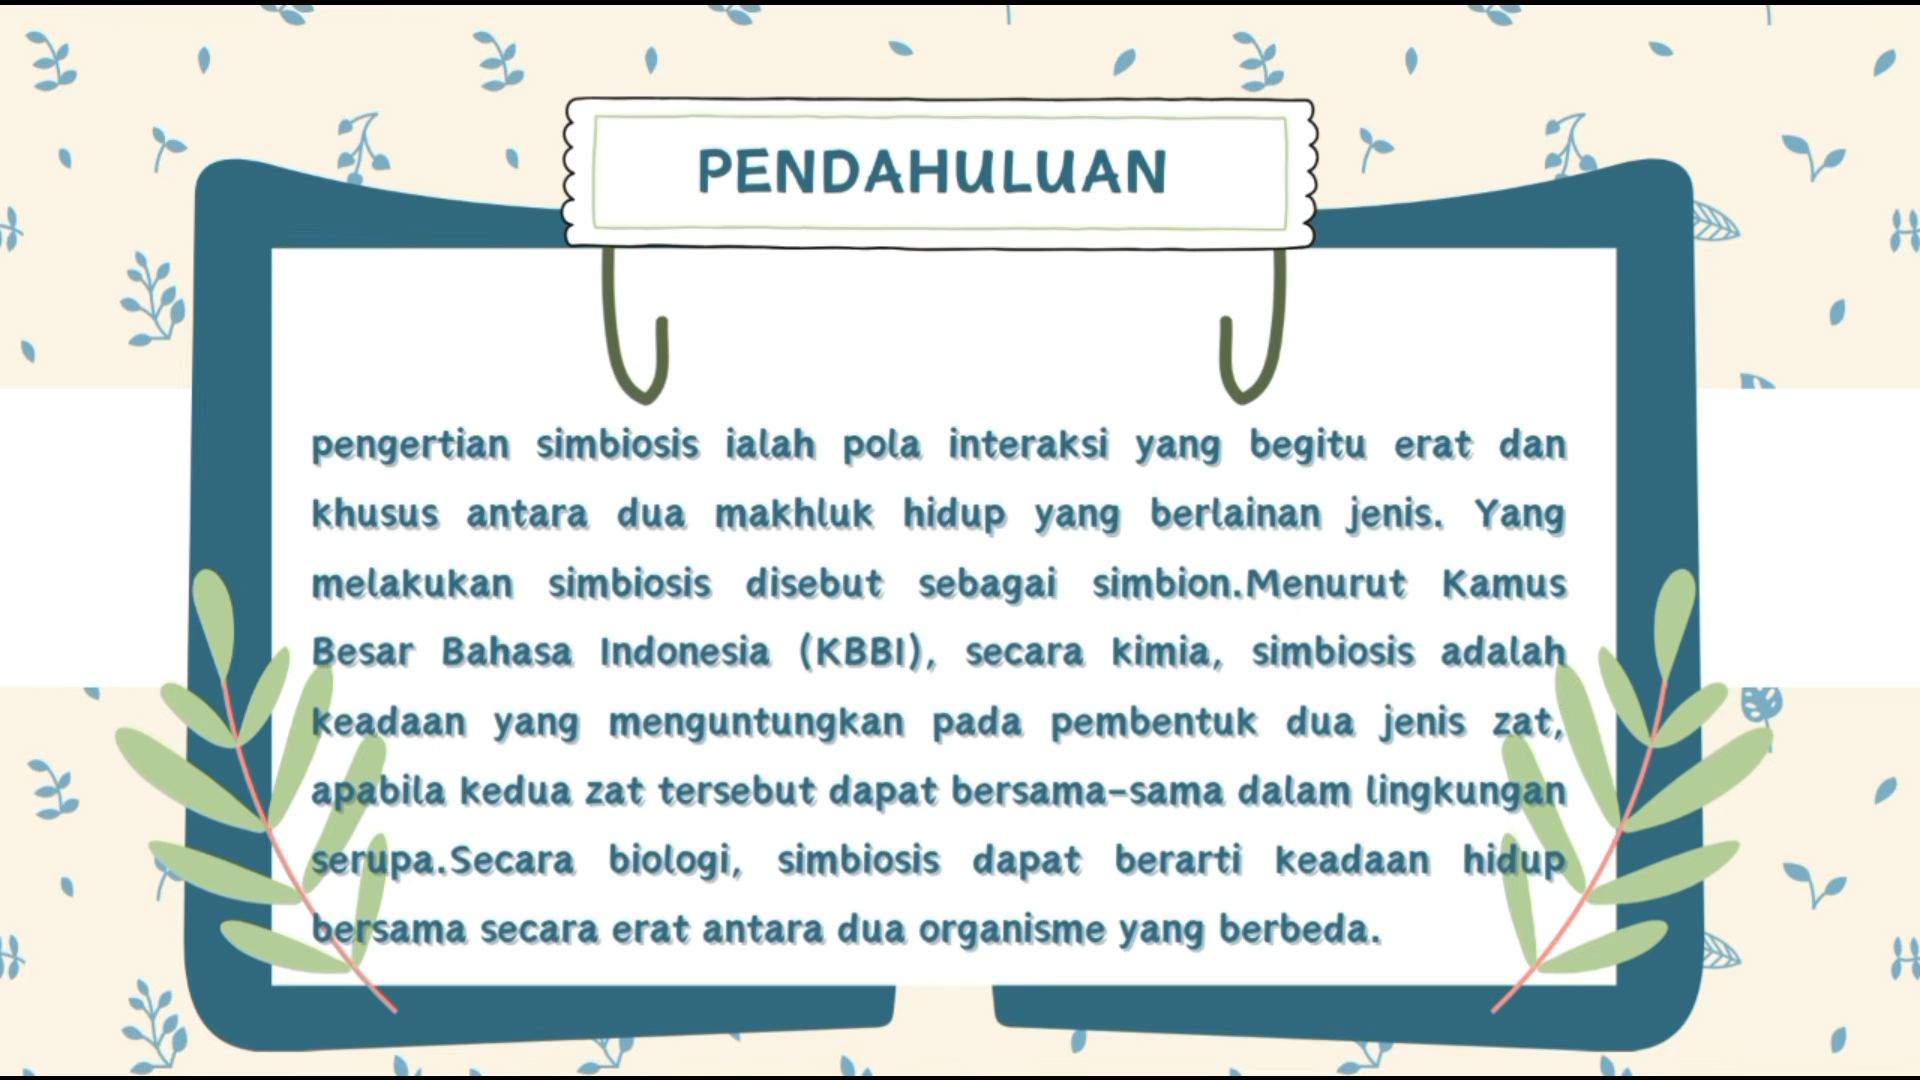 PENDAHULUAN
pengertian simbiosis ialah pola interaksi yang begitu erat dan
khusus antara dua makhluk hidup yang berlainan jenis. Yang
melakukan simbiosis disebut sebagai simbion.Menurut Kamus
Besar Bahasa Indonesia (KBBI), secara kimia, simbiosis adalah
keadaan yang menguntungkan pada pembentuk dua jenis zat,
apabila kedua zat tersebut dapat bersama-sama dalam lingkungan
serupa.Secara biologi, simbiosis dapat berarti keadaan hidup
bersama secara erat antara dua organisme yang berbeda.